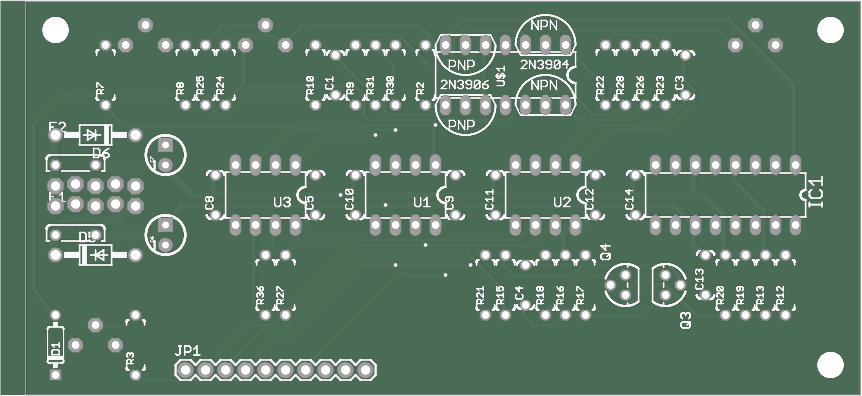 NPN
PNP
U$1
2N3904
2N3906
NPN
PNP
R7
R8
R25
R24
R10
C1
R9
R31
R30
R2
R22
R28
R26
R23
C3
F2
D6
F1
D5
C8
U3
C5
C10
U1
C9
C11
U2
C12
C14
IC1
R36
R27
R21
R15
C4
R18
R16
R17
Q4
Q3
C13
R20
R19
R13
R12
D1
R3
JP1